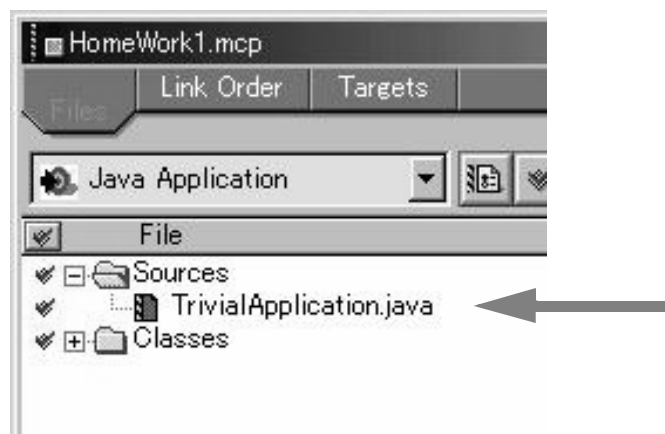 HomeWork1.mcp
Files Link Order Targets
Java Application
File
Sources
TrivialApplication.java
Classes